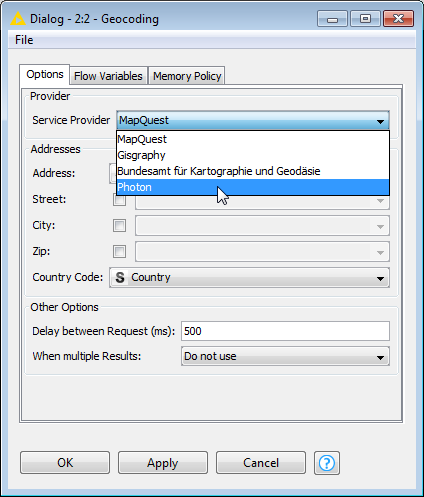 Dialog - 2:2 - Geocoding
File
Options Flow Variables Memory Policy
Provider
Service Provider MapQuest
MapQuest
Gisgraphy
Bundesamt für Kartographie und Geodäsie
Photon
Addresses
Address:
Street:
City:
Zip:
Country Code: S Country
Other Options
Delay between Request (ms): 500
When multiple Results: Do not use
OK Apply Cancel ?